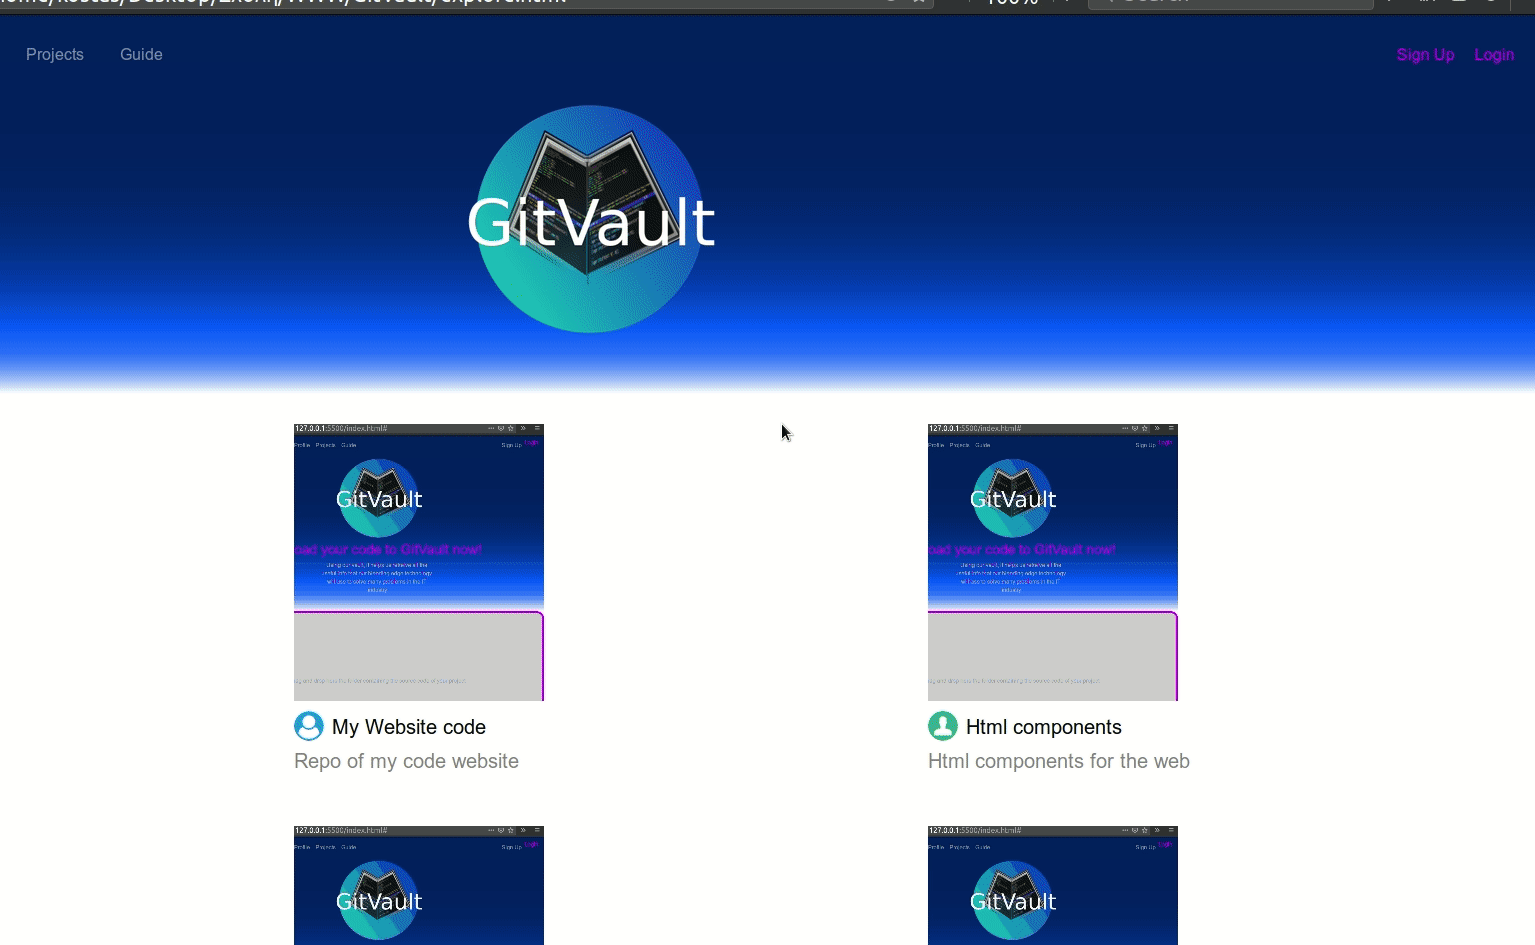 100%
Projects Guide Sign Up Login
GitVault
127.0.0.1:5500/index.html#
Profile Projects Guide Sign Up Login
GitVault
oad your code to GitVault now!
industry
My Website code
Repo of my code website
127.0.0.1:5500/index.html#
Profile Projects Guide Sign Up Login
GitVault
oad your code to GitVault now!
industry
Html components
Html components for the web
127.0.0.1:5500/index.html#
Profile Projects Guide Sign Up Login
GitVault
127.0.0.1:5500/index.html#
Profile Projects Guide Sign Up Login
GitVault